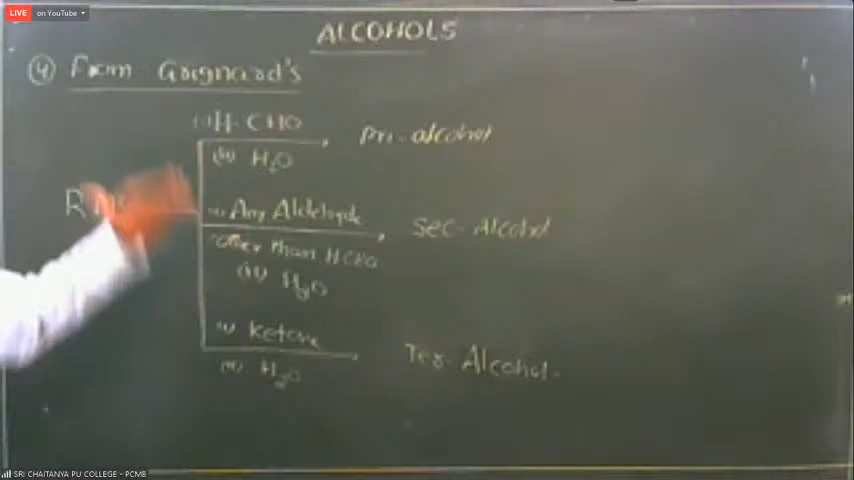 LIVE on YouTube
ALCOHOLS
(4) From Grignard's
(i) H-CHO
Pri-alcohol
(ii) H2O
R M
(i) Any Aldehyde
Sec-Alcohol
other than HCHO
(ii) H2O
(i) Ketone
Ter-Alcohol.
(ii) H2O
SRI CHAITANYA PU COLLEGE - PCMB